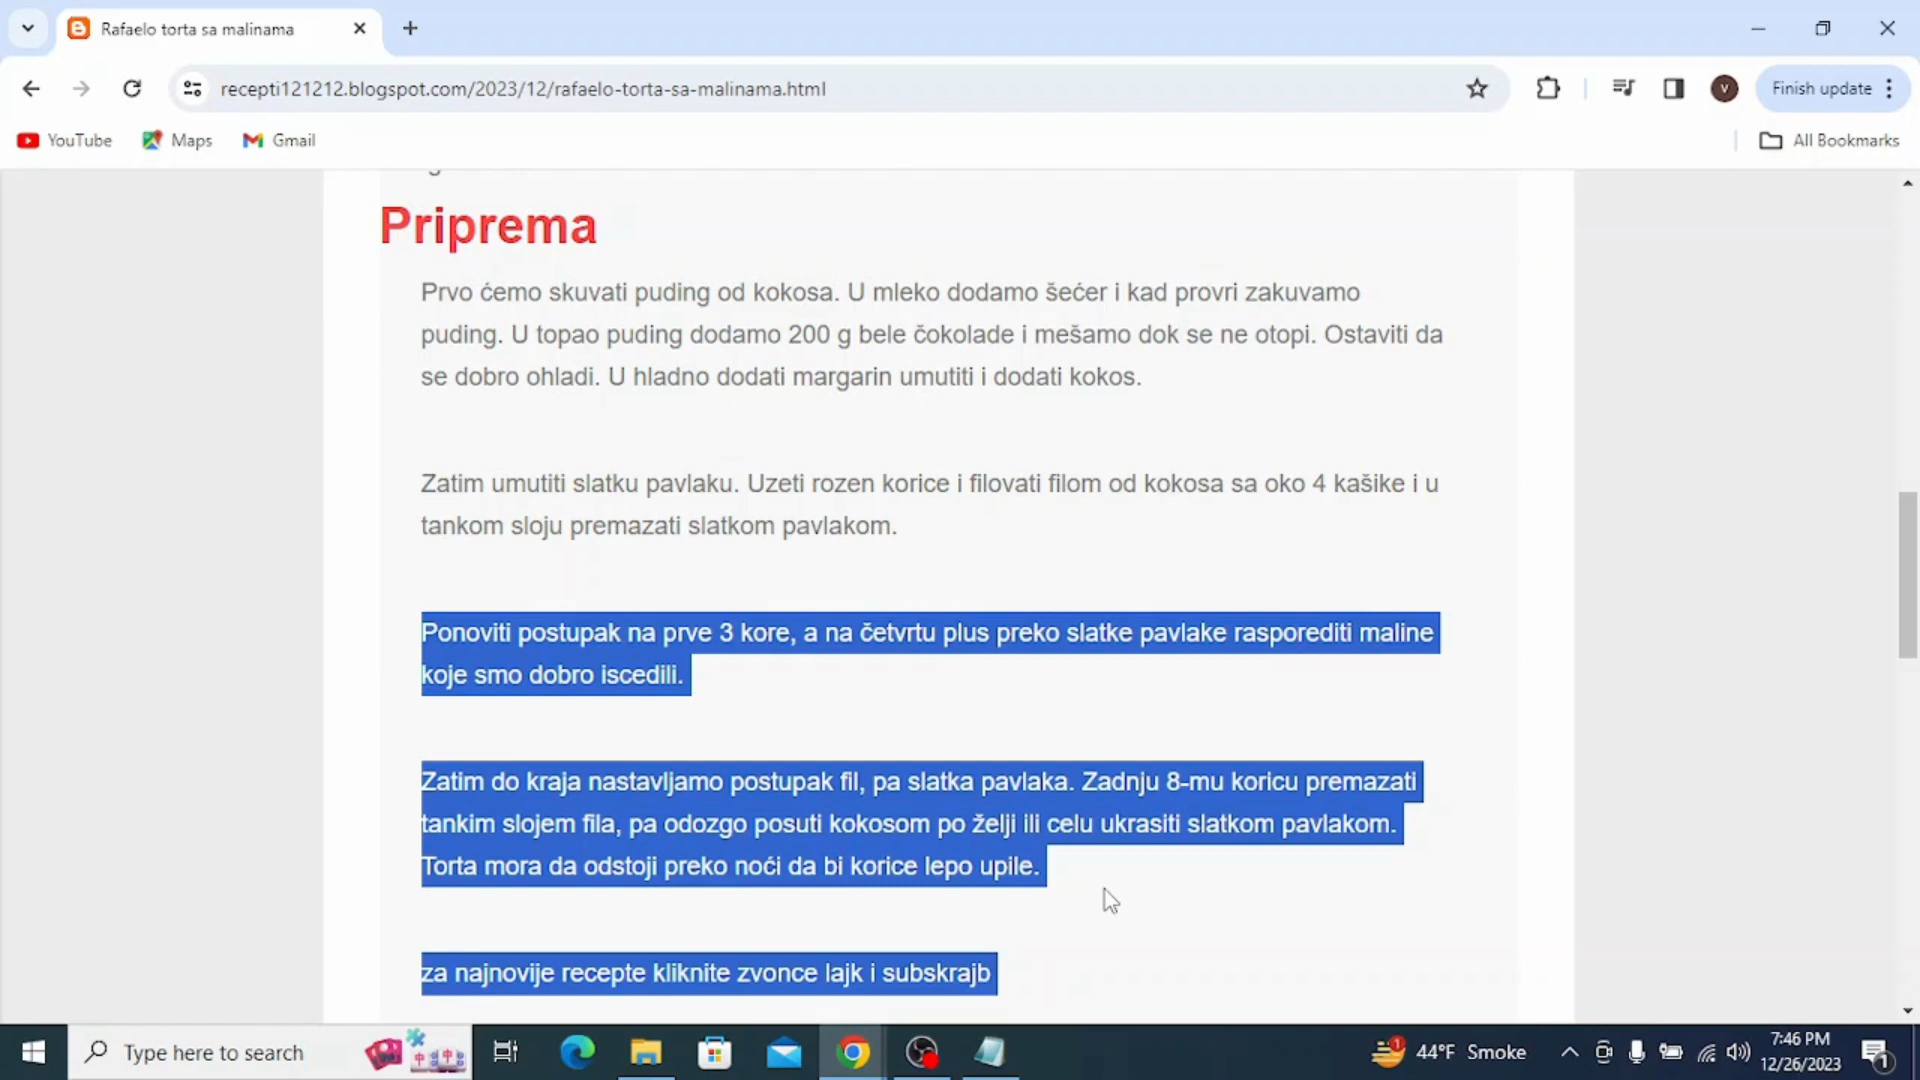 Rafaelo torta sa malinama
recepti121212.blogspot.com/2023/12/rafaelo-torta-sa-malinama.html
V
Finish update
YouTube
Maps
Gmail
All Bookmarks
Priprema
Prvo ćemo skuvati puding od kokosa. U mleko dodamo šećer i kad provri zakuvamo
puding. U topao puding dodamo 200 g bele čokolade i mešamo dok se ne otopi. Ostaviti da
se dobro ohladi. U hladno dodati margarin umutiti i dodati kokos.
Zatim umutiti slatku pavlaku. Uzeti rozen korice i filovati filom od kokosa sa oko 4 kašike i u
tankom sloju premazati slatkom pavlakom.
Ponoviti postupak na prve 3 kore, a na četvrtu plus preko slatke pavlake rasporediti maline
koje smo dobro iscedili.
Zatim do kraja nastavljamo postupak fil, pa slatka pavlaka. Zadnju 8-mu koricu premazati
tankim slojem fila, pa odozgo posuti kokosom po želji ili celu ukrasiti slatkom pavlakom.
Torta mora da odstoji preko noći da bi korice lepo upile.
za najnovije recepte kliknite zvonce lajk i subskrajb
Type here to search
1
44°F Smoke
7:46 PM
12/26/2023
1